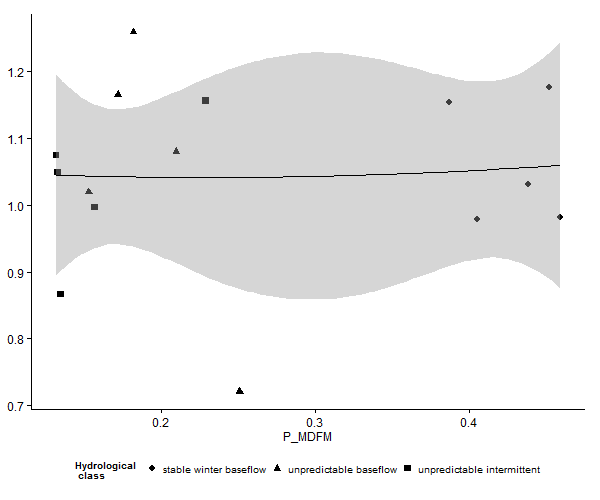 1.2
1.1
1.0
0.9
0.8
0.7
0.2 0.3 0.4
P_MDFM
Hydrological
class
stable winter baseflow unpredictable baseflow unpredictable intermittent